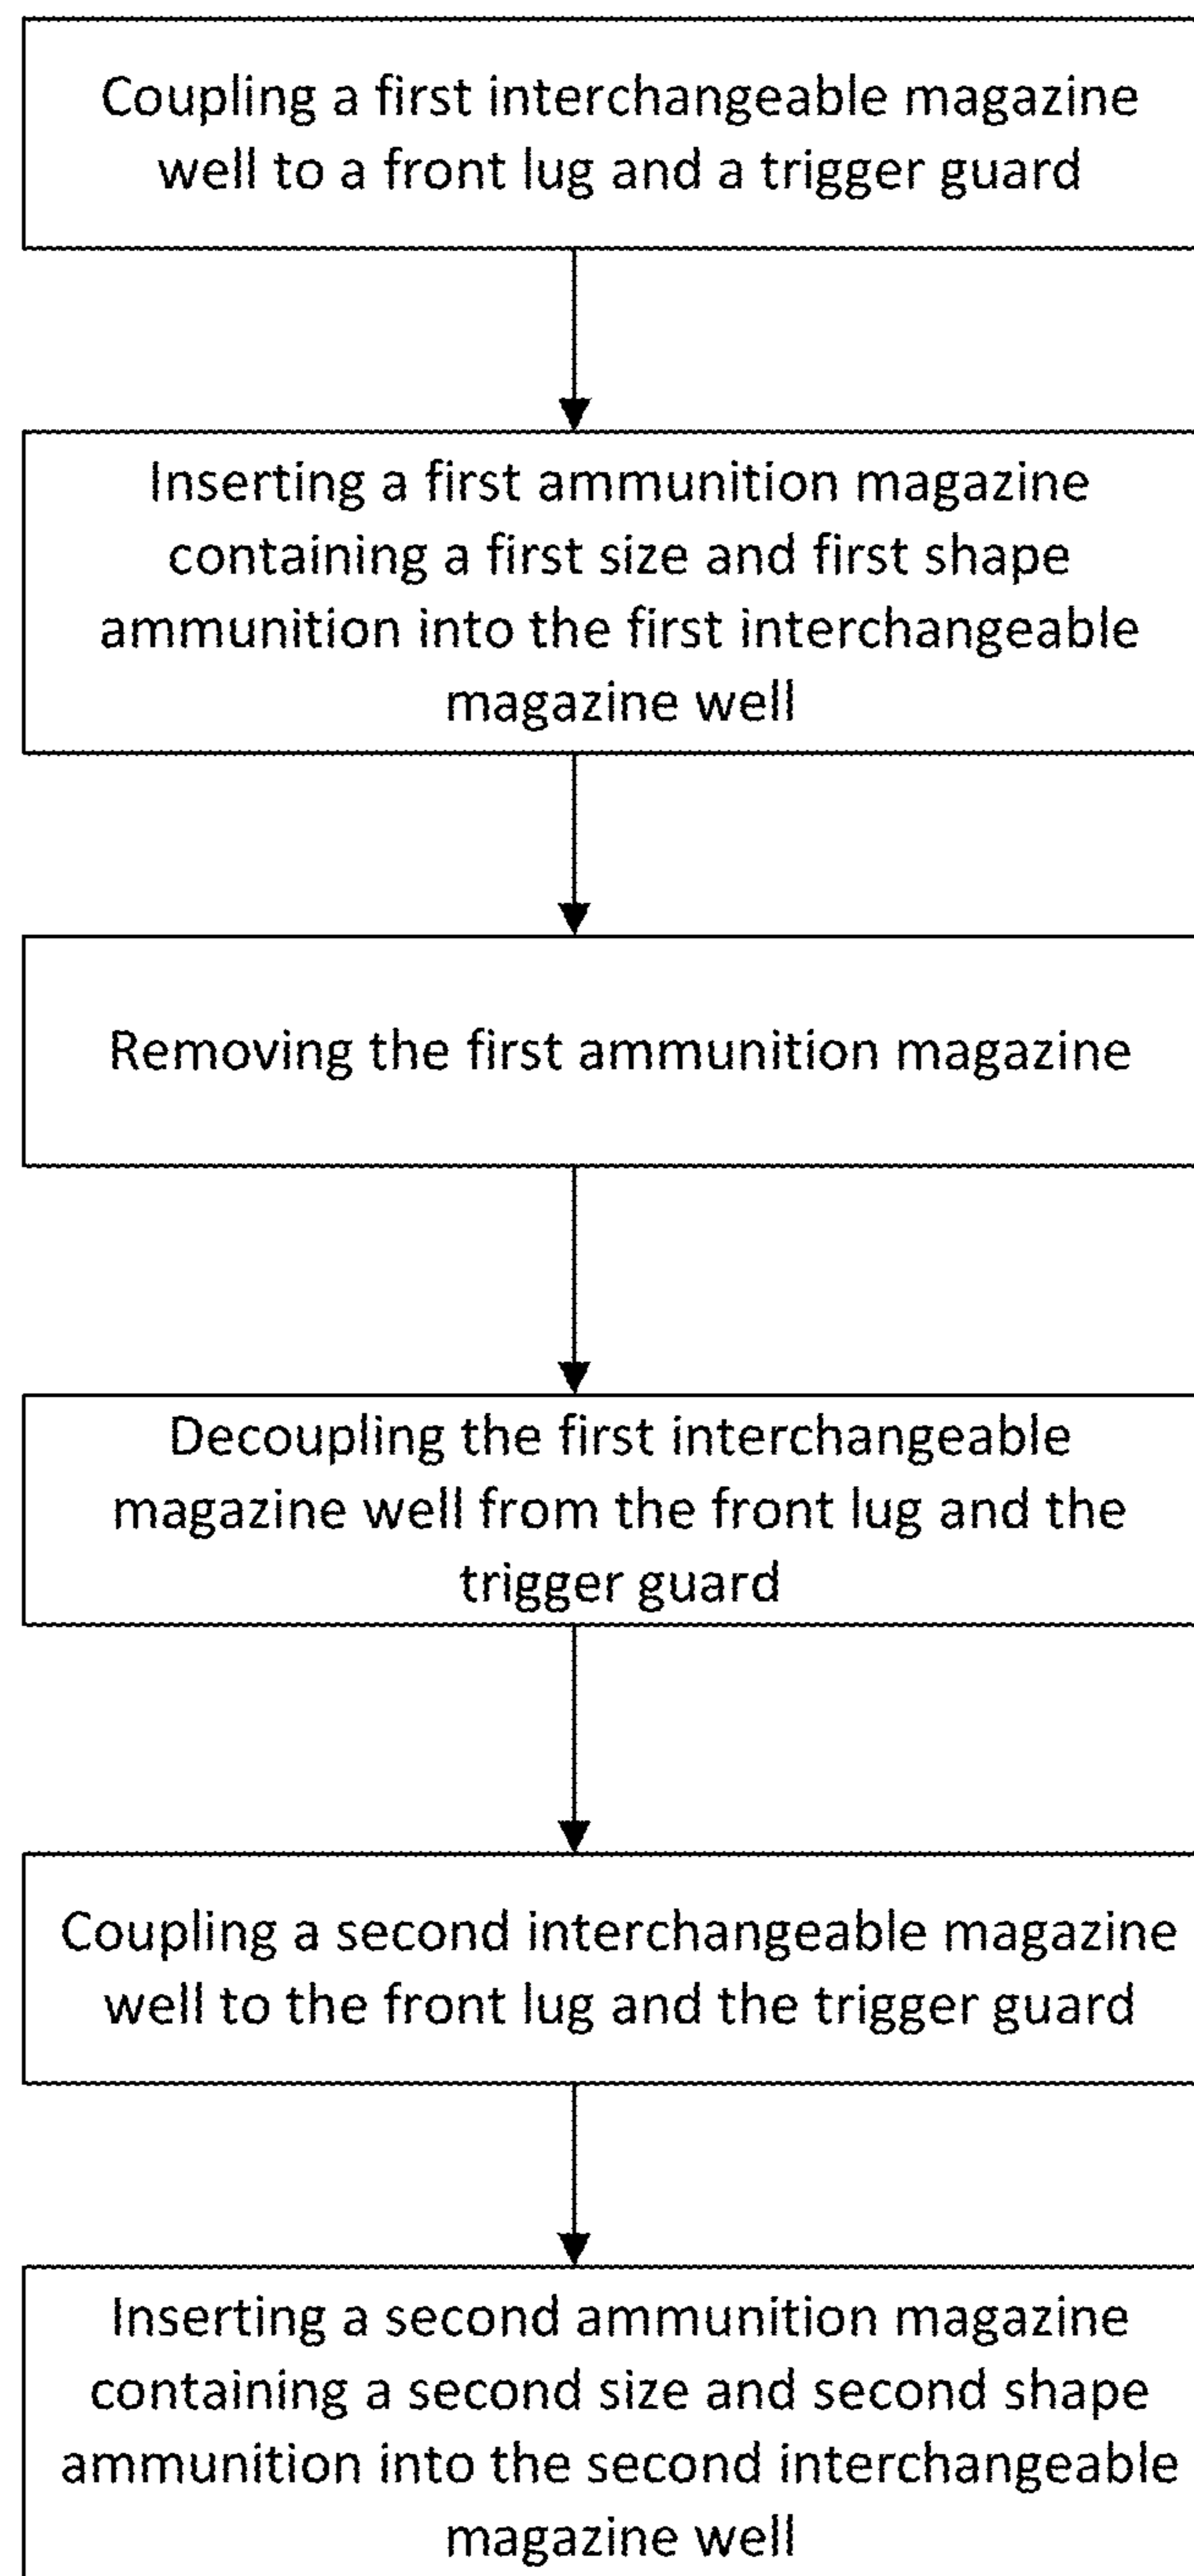 Coupling a first interchangeable magazine
well to a front lug and a trigger guard
Inserting a first ammunition magazine
containing a first size and first shape
ammunition into the first interchangeable
magazine well
Removing the first ammunition magazine
Decoupling the first interchangeable
magazine well from the front lug and the
trigger guard
Coupling a second interchangeable magazine
well to the front lug and the trigger guard
Inserting a second ammunition magazine
containing a second size and second shape
ammunition into the second interchangeable
magazine well